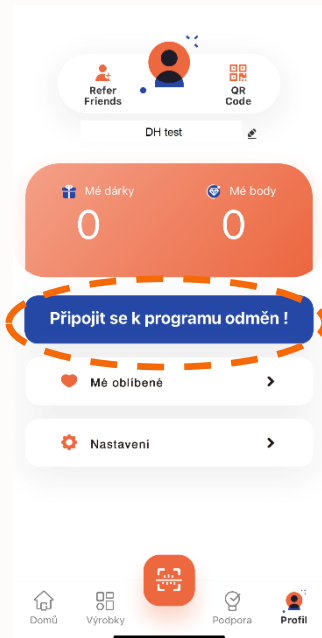 Refer
Friends
QR
Code
DH test
Mé dárky
Mé body
0
0
Připojit se k programu odměn !
Mé oblíbené
Nastavení
Domů
Výrobky
Podpora
Profil